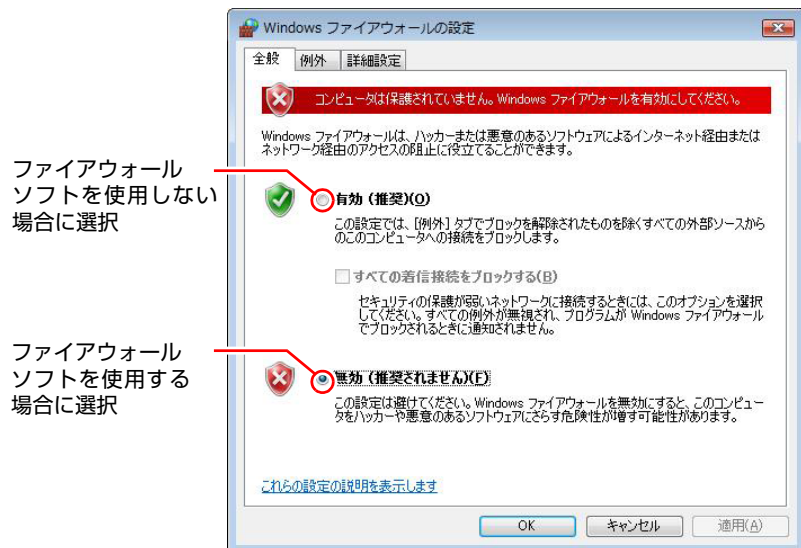 Windows ファイアウォールの設定
全般
例外
詳細設定
コンピュータは保護されていません。Windows ファイアウォールを有効にしてください。
Windows ファイアウォールは、ハッカーまたは悪意のあるソフトウェアによるインターネット経由または
ネットワーク経由のアクセスの阻止に役立てることができます。
ファイアウォール
ソフトを使用しない
場合に選択
有効 (推奨)(O)
この設定では、[例外] タブでブロックを解除されたものを除くすべての外部ソースから
のこのコンピュータへの接続をブロックします。
すべての着信接続をブロックする(B)
セキュリティの保護が弱いネットワークに接続するときには、このオプションを選択
してください。すべての例外が無視され、プログラムが Windows ファイアウォール
でブロックされるときに通知されません。
ファイアウォール
ソフトを使用する
場合に選択
無効 (推奨されません)(F)
この設定は避けてください。Windows ファイアウォールを無効にすると、このコンピュー
タをハッカーや悪意のあるソフトウェアにさらす危険性が増す可能性があります。
これらの設定の説明を表示します
OK
キャンセル
適用(A)